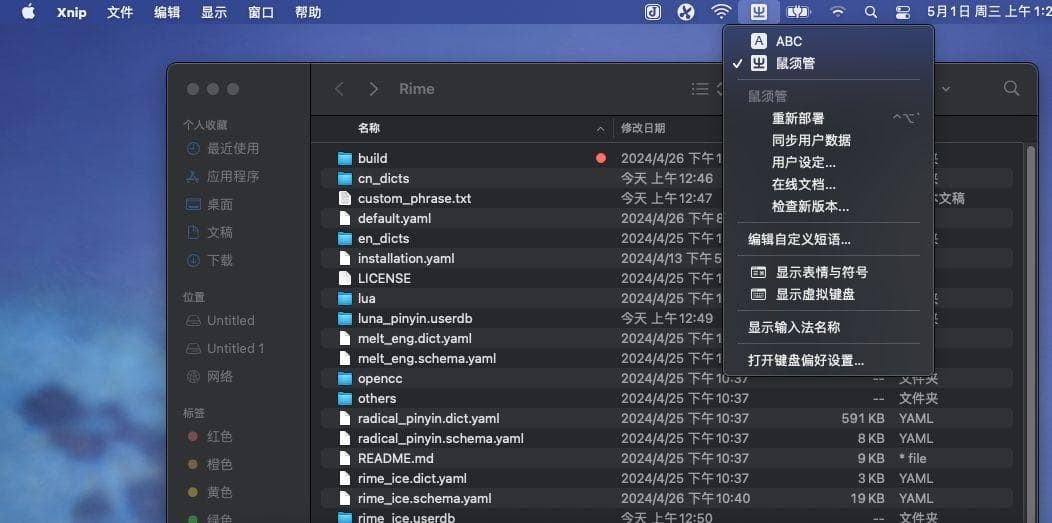 Xnip 文件 编辑 显示 窗口 帮助 5月1日 周三 上午1:2
ABC
鼠须管
鼠须管
重新部署 ^⌥`
同步用户数据
用户设定...
在线文档...
检查新版本...
编辑自定义短语...
显示表情与符号
显示虚拟键盘
显示输入法名称
打开键盘偏好设置...
Rime
个人收藏
最近使用
应用程序
桌面
文稿
下载
位置
Untitled
Untitled 1
网络
标签
红色
橙色
黄色
绿色
名称 修改日期
build 2024/4/26 下午1
cn_dicts 今天 上午12:46
custom_phrase.txt 今天 上午12:47 本文稿
default.yaml 2024/4/26 下午8
en_dicts 2024/4/25 下午1
installation.yaml 2024/4/13 下午5
LICENSE 2024/4/25 下午1
lua 2024/4/25 下午1
luna_pinyin.userdb 今天 上午12:49
melt_eng.dict.yaml 2024/4/25 下午1
melt_eng.schema.yaml 2024/4/25 下午1
opencc 2024/4/25 下午10:37 -- 文件夹
others 2024/4/25 下午10:37 -- 文件夹
radical_pinyin.dict.yaml 2024/4/25 下午10:37 591 KB YAML
radical_pinyin.schema.yaml 2024/4/25 下午10:37 8 KB YAML
README.md 2024/4/25 下午10:37 9 KB * file
rime_ice.dict.yaml 2024/4/25 下午10:37 3 KB YAML
rime_ice.schema.yaml 2024/4/26 下午10:40 19 KB YAML
rime_ice.userdb 今天 上午12:50 -- 文件夹